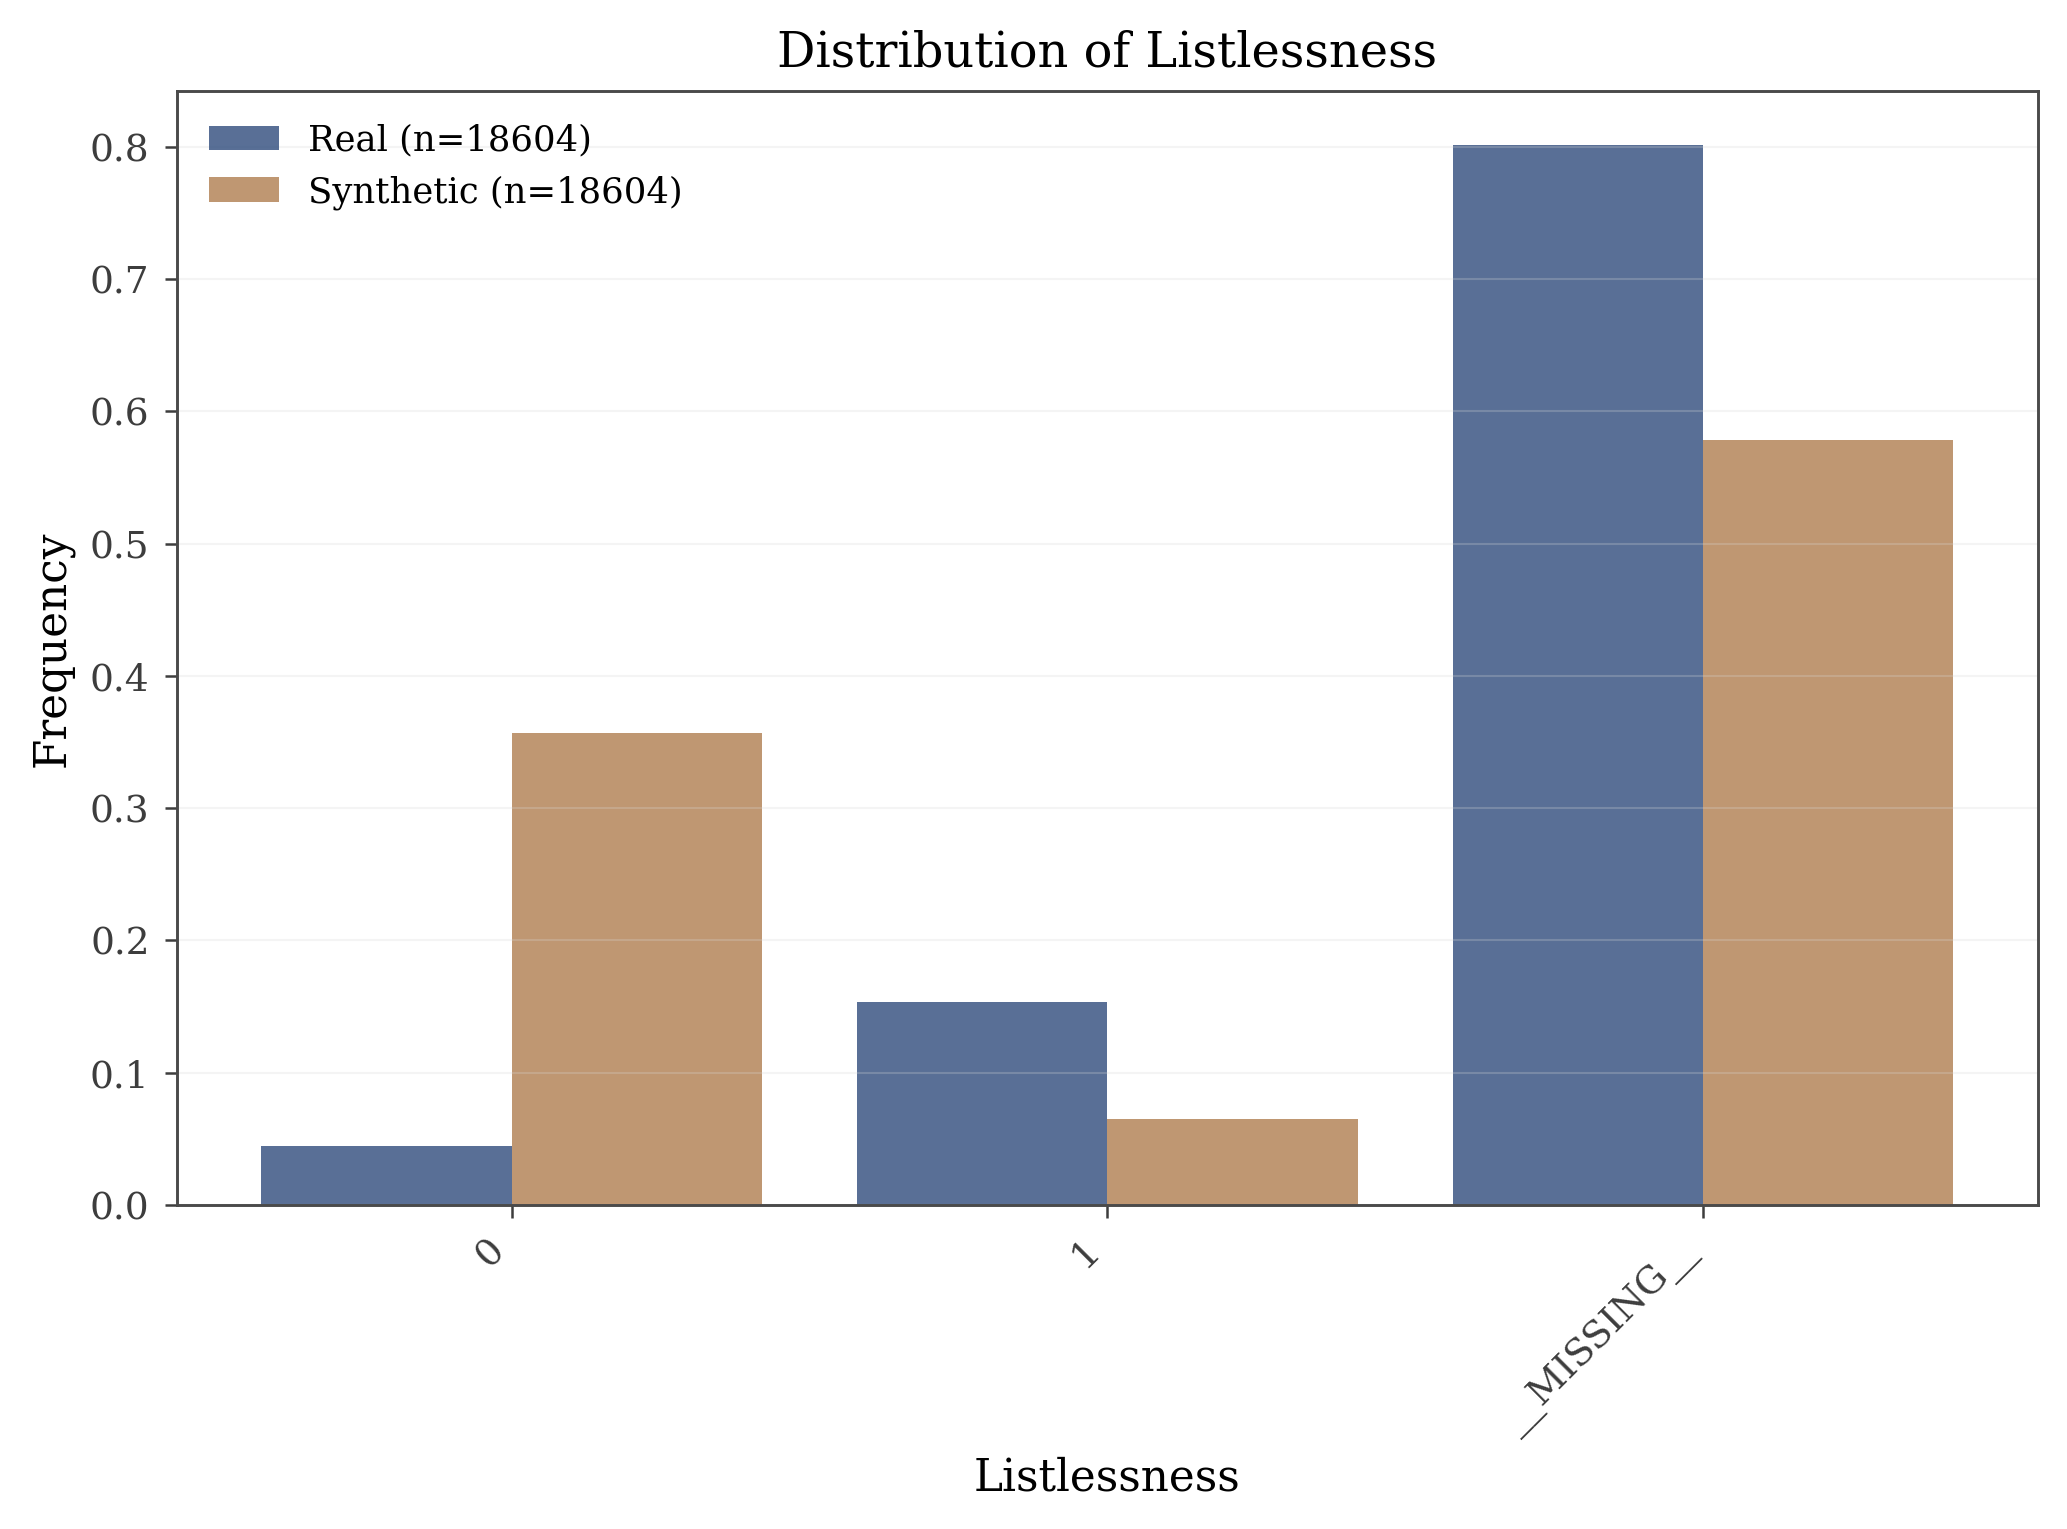 Distribution of Listlessness
Real (n=18604)
Synthetic (n=18604)
Frequency
0.8
0.7
0.6
0.5
0.4
0.3
0.2
0.1
0.0
0
1
__MISSING__
Listlessness